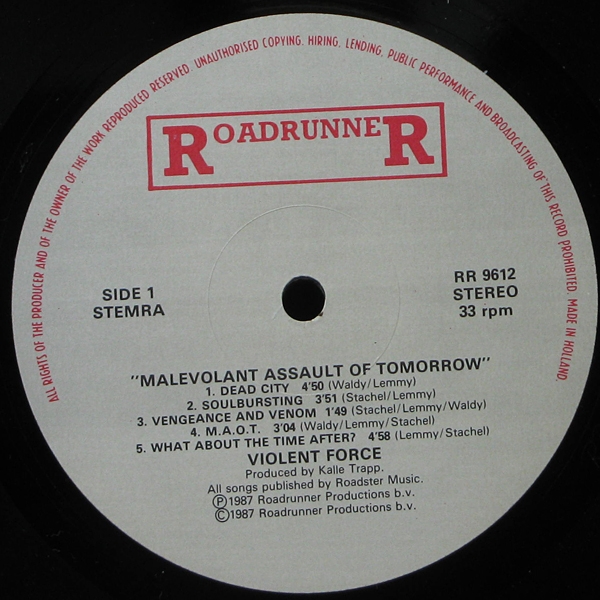 ALL RIGHTS OF THE PRODUCER AND OF THE OWNER OF THE WORK REPRODUCED RESERVED. UNAUTHORISED COPYING, HIRING, LENDING, PUBLIC PERFORMANCE AND BROADCASTING OF THIS RECORD PROHIBITED. MADE IN HOLLAND.
ROADRUNNER
SIDE 1
STEMRA
RR 9612
STEREO
33 rpm
"MALEVOLANT ASSAULT OF TOMORROW"
1. DEAD CITY 4'50 (Waldy/Lemmy)
2. SOULBURSTING 3'51 (Stachel/Lemmy)
3. VENGEANCE AND VENOM 1'49 (Stachel/Lemmy/Waldy)
4. M.A.O.T. 3'04 (Waldy/Lemmy/Stachel)
5. WHAT ABOUT THE TIME AFTER? 4'58 (Lemmy/Stachel)
VIOLENT FORCE
Produced by Kalle Trapp.
All songs published by Roadster Music.
Ⓟ1987 Roadrunner Productions b.v.
©1987 Roadrunner Productions b.v.